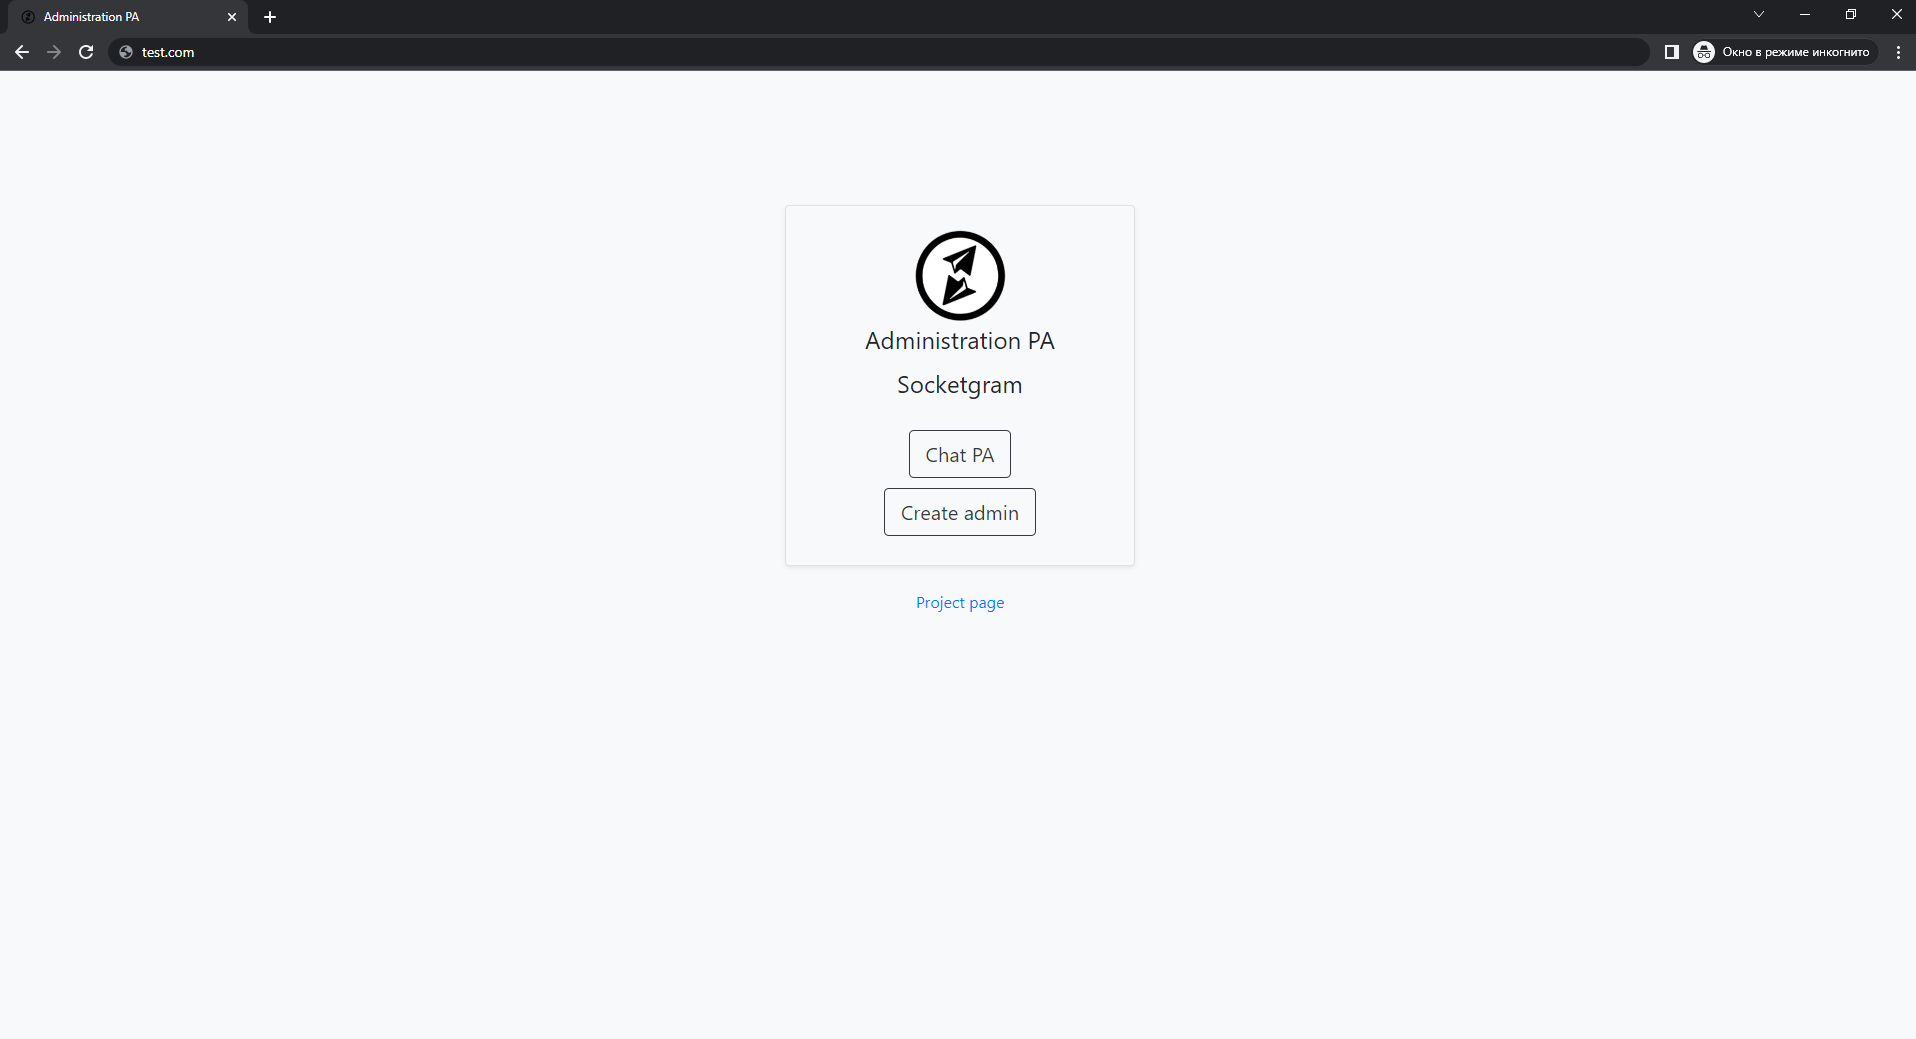 Administration PA
test.com
Окно в режиме инкогнито
Administration PA
Socketgram
Chat PA
Create admin
Project page